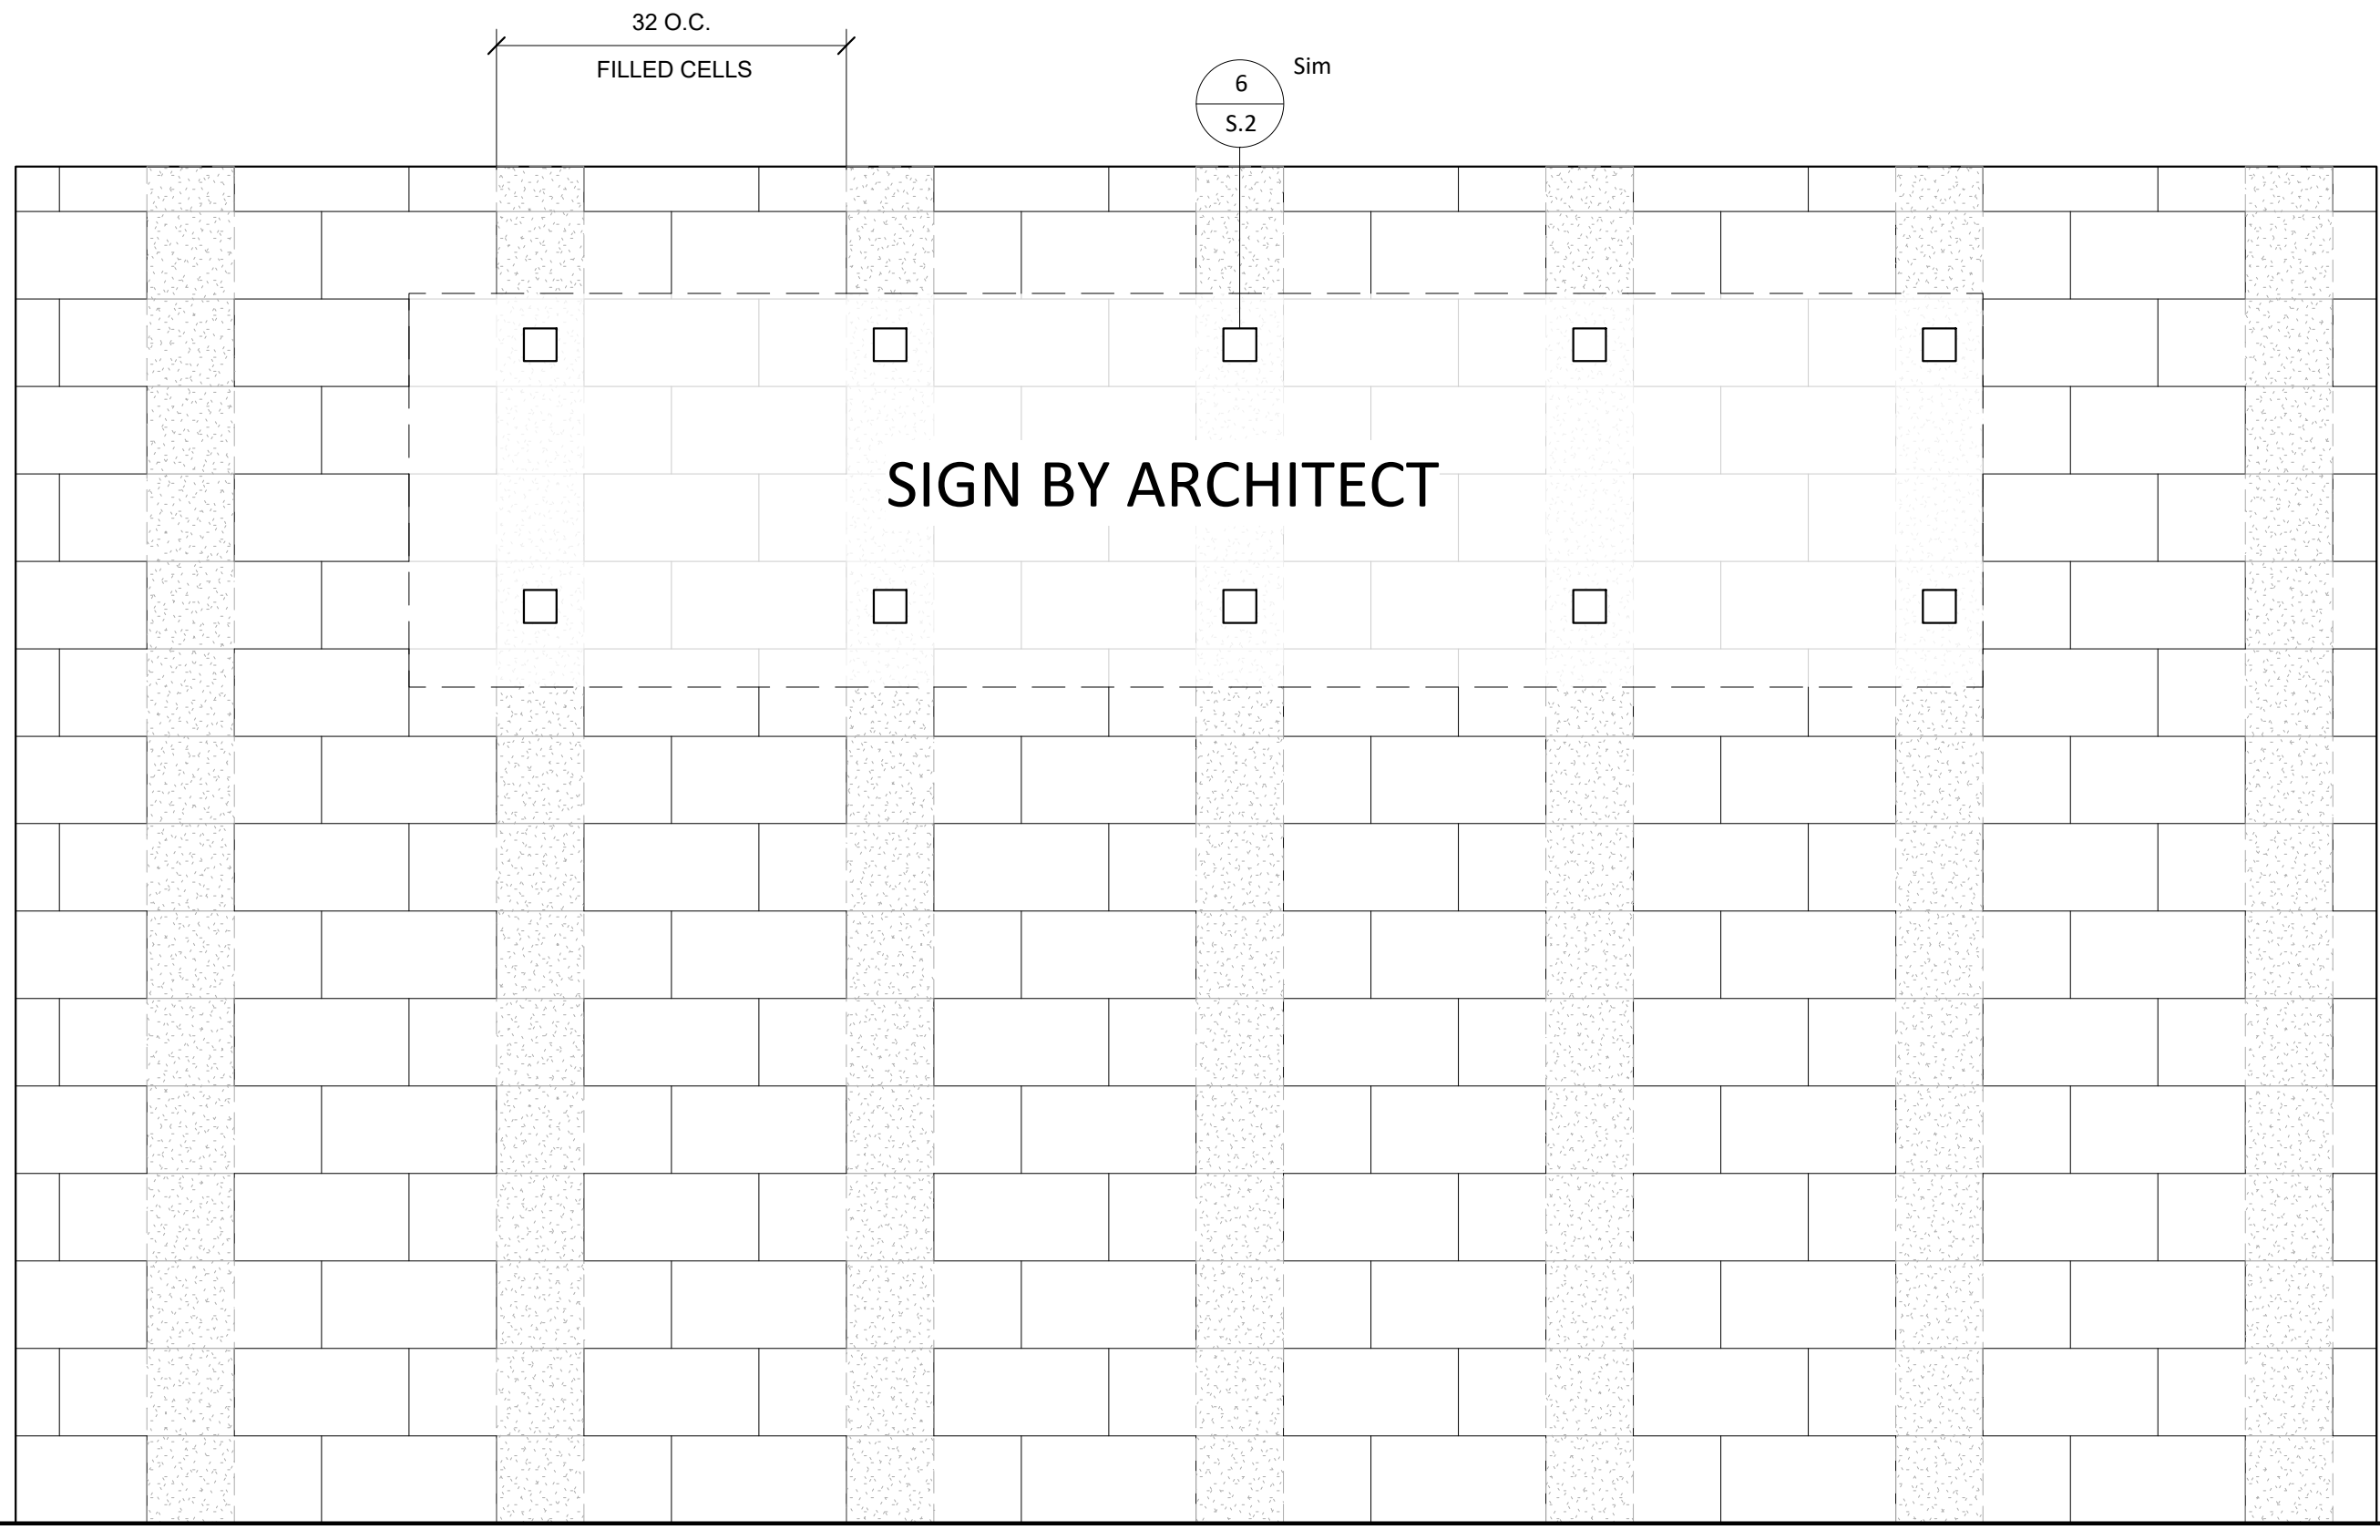 32 O.C.
FILLED CELLS
6
S.2
Sim
SIGN BY ARCHITECT